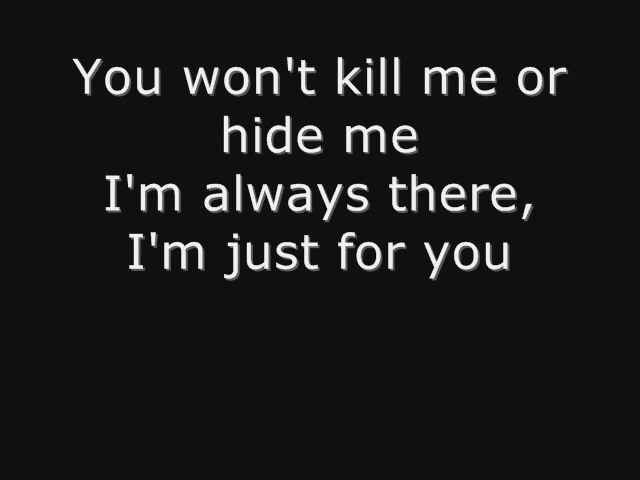 You won't kill me or
hide me
I'm always there,
I'm just for you